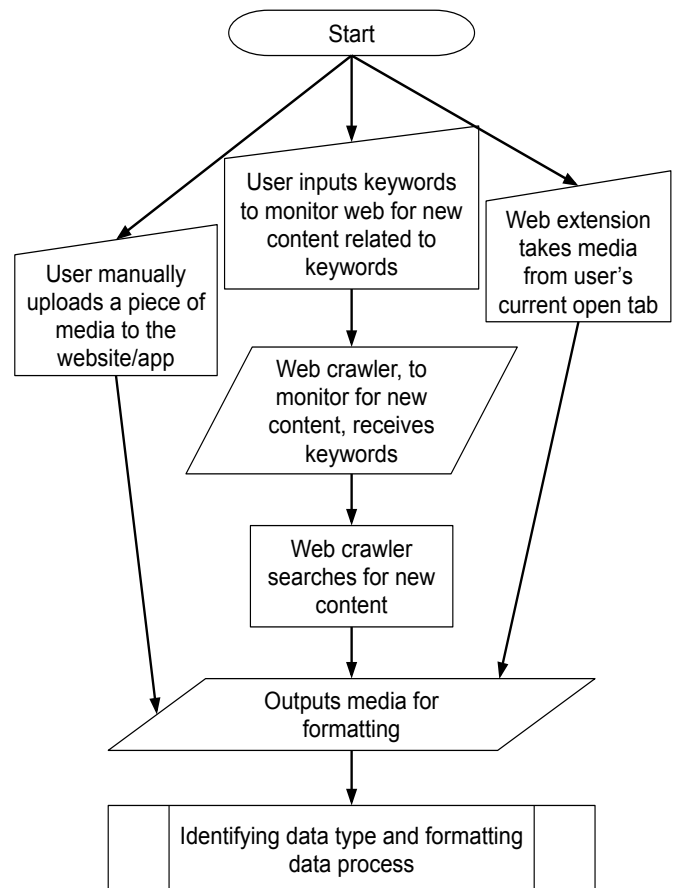 Start
User inputs keywords
to monitor web for new
content related to
keywords
Web extension
takes media
from user's
current open tab
User manually
uploads a piece of
media to the
website/app
Web crawler, to
monitor for new
content, receives
keywords
Web crawler
searches for new
content
Outputs media for
formatting
Identifying data type and formatting
data process